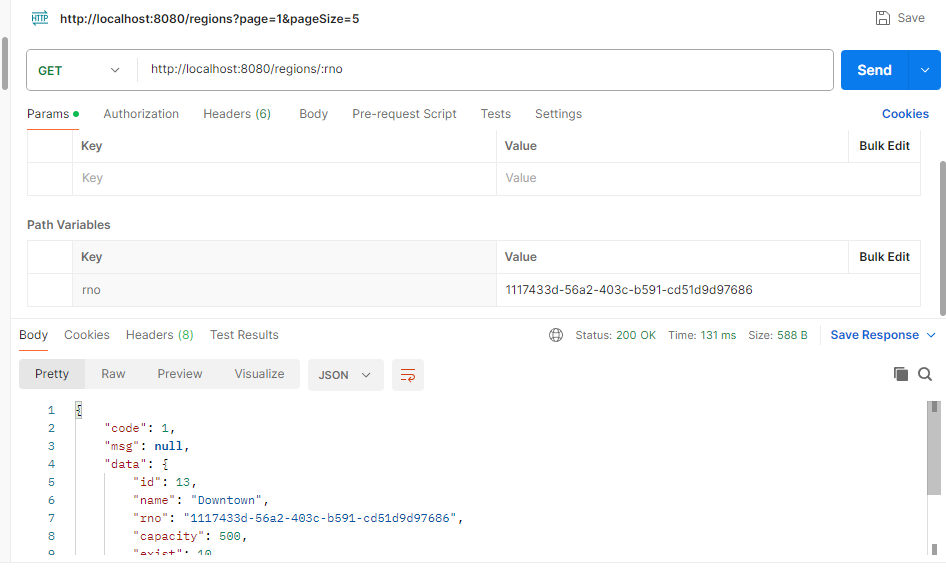 HTTP http://localhost:8080/regions?page=1&pageSize=5 Save
GET http://localhost:8080/regions/:rno Send
Params Authorization Headers (6) Body Pre-request Script Tests Settings Cookies
Key Value Bulk Edit
Key Value
Path Variables
Key Value Bulk Edit
rno 1117433d-56a2-403c-b591-cd51d9d97686
Body Cookies Headers (8) Test Results Status: 200 OK Time: 131 ms Size: 588 B Save Response
Pretty Raw Preview Visualize JSON
1 {
2 "code": 1,
3 "msg": null,
4 "data": {
5 "id": 13,
6 "name": "Downtown",
7 "rno": "1117433d-56a2-403c-b591-cd51d9d97686",
8 "capacity": 500,
9 "exist": 10